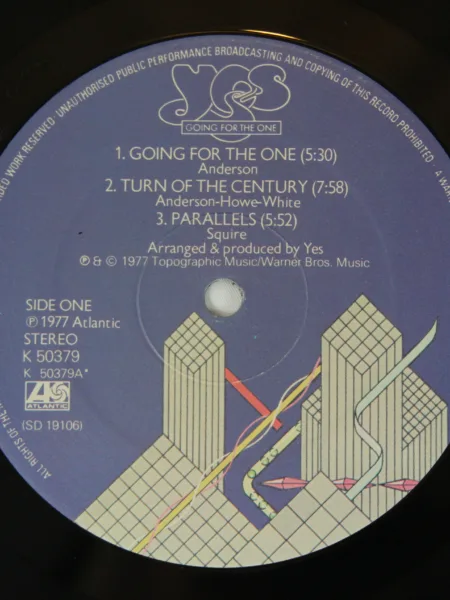 WORK RESERVED · UNAUTHORISED PUBLIC PERFORMANCE BROADCASTING AND COPYING OF THIS RECORD PROHIBITED ·
yes
GOING FOR THE ONE
1. GOING FOR THE ONE (5:30)
Anderson
2. TURN OF THE CENTURY (7:58)
Anderson-Howe-White
3. PARALLELS (5:52)
Squire
Arranged & produced by Yes
℗ & © 1977 Topographic Music/Warner Bros. Music
SIDE ONE
℗ 1977 Atlantic
STEREO
K 50379
K 50379A*
ATLANTIC
(SD 19106)
ALL RIGHTS OF THE